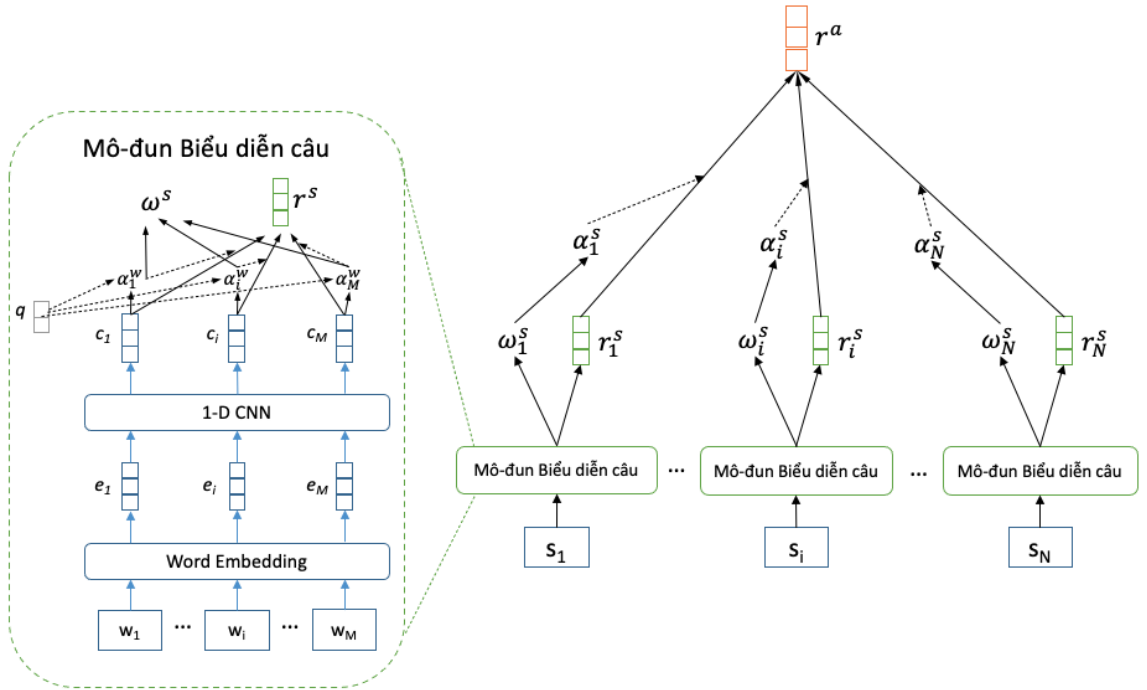 r^a
Mô-đun Biểu diễn câu
ω^s
r^s
α_1^w
α_i^w
α_M^w
q
c_1
c_i
c_M
1-D CNN
e_1
e_i
e_M
Word Embedding
w_1 ... w_i ... w_M
α_1^s
α_i^s
α_N^s
ω_1^s
r_1^s
ω_i^s
r_i^s
ω_N^s
r_N^s
Mô-đun Biểu diễn câu ... Mô-đun Biểu diễn câu ... Mô-đun Biểu diễn câu
s_1
s_i
s_N